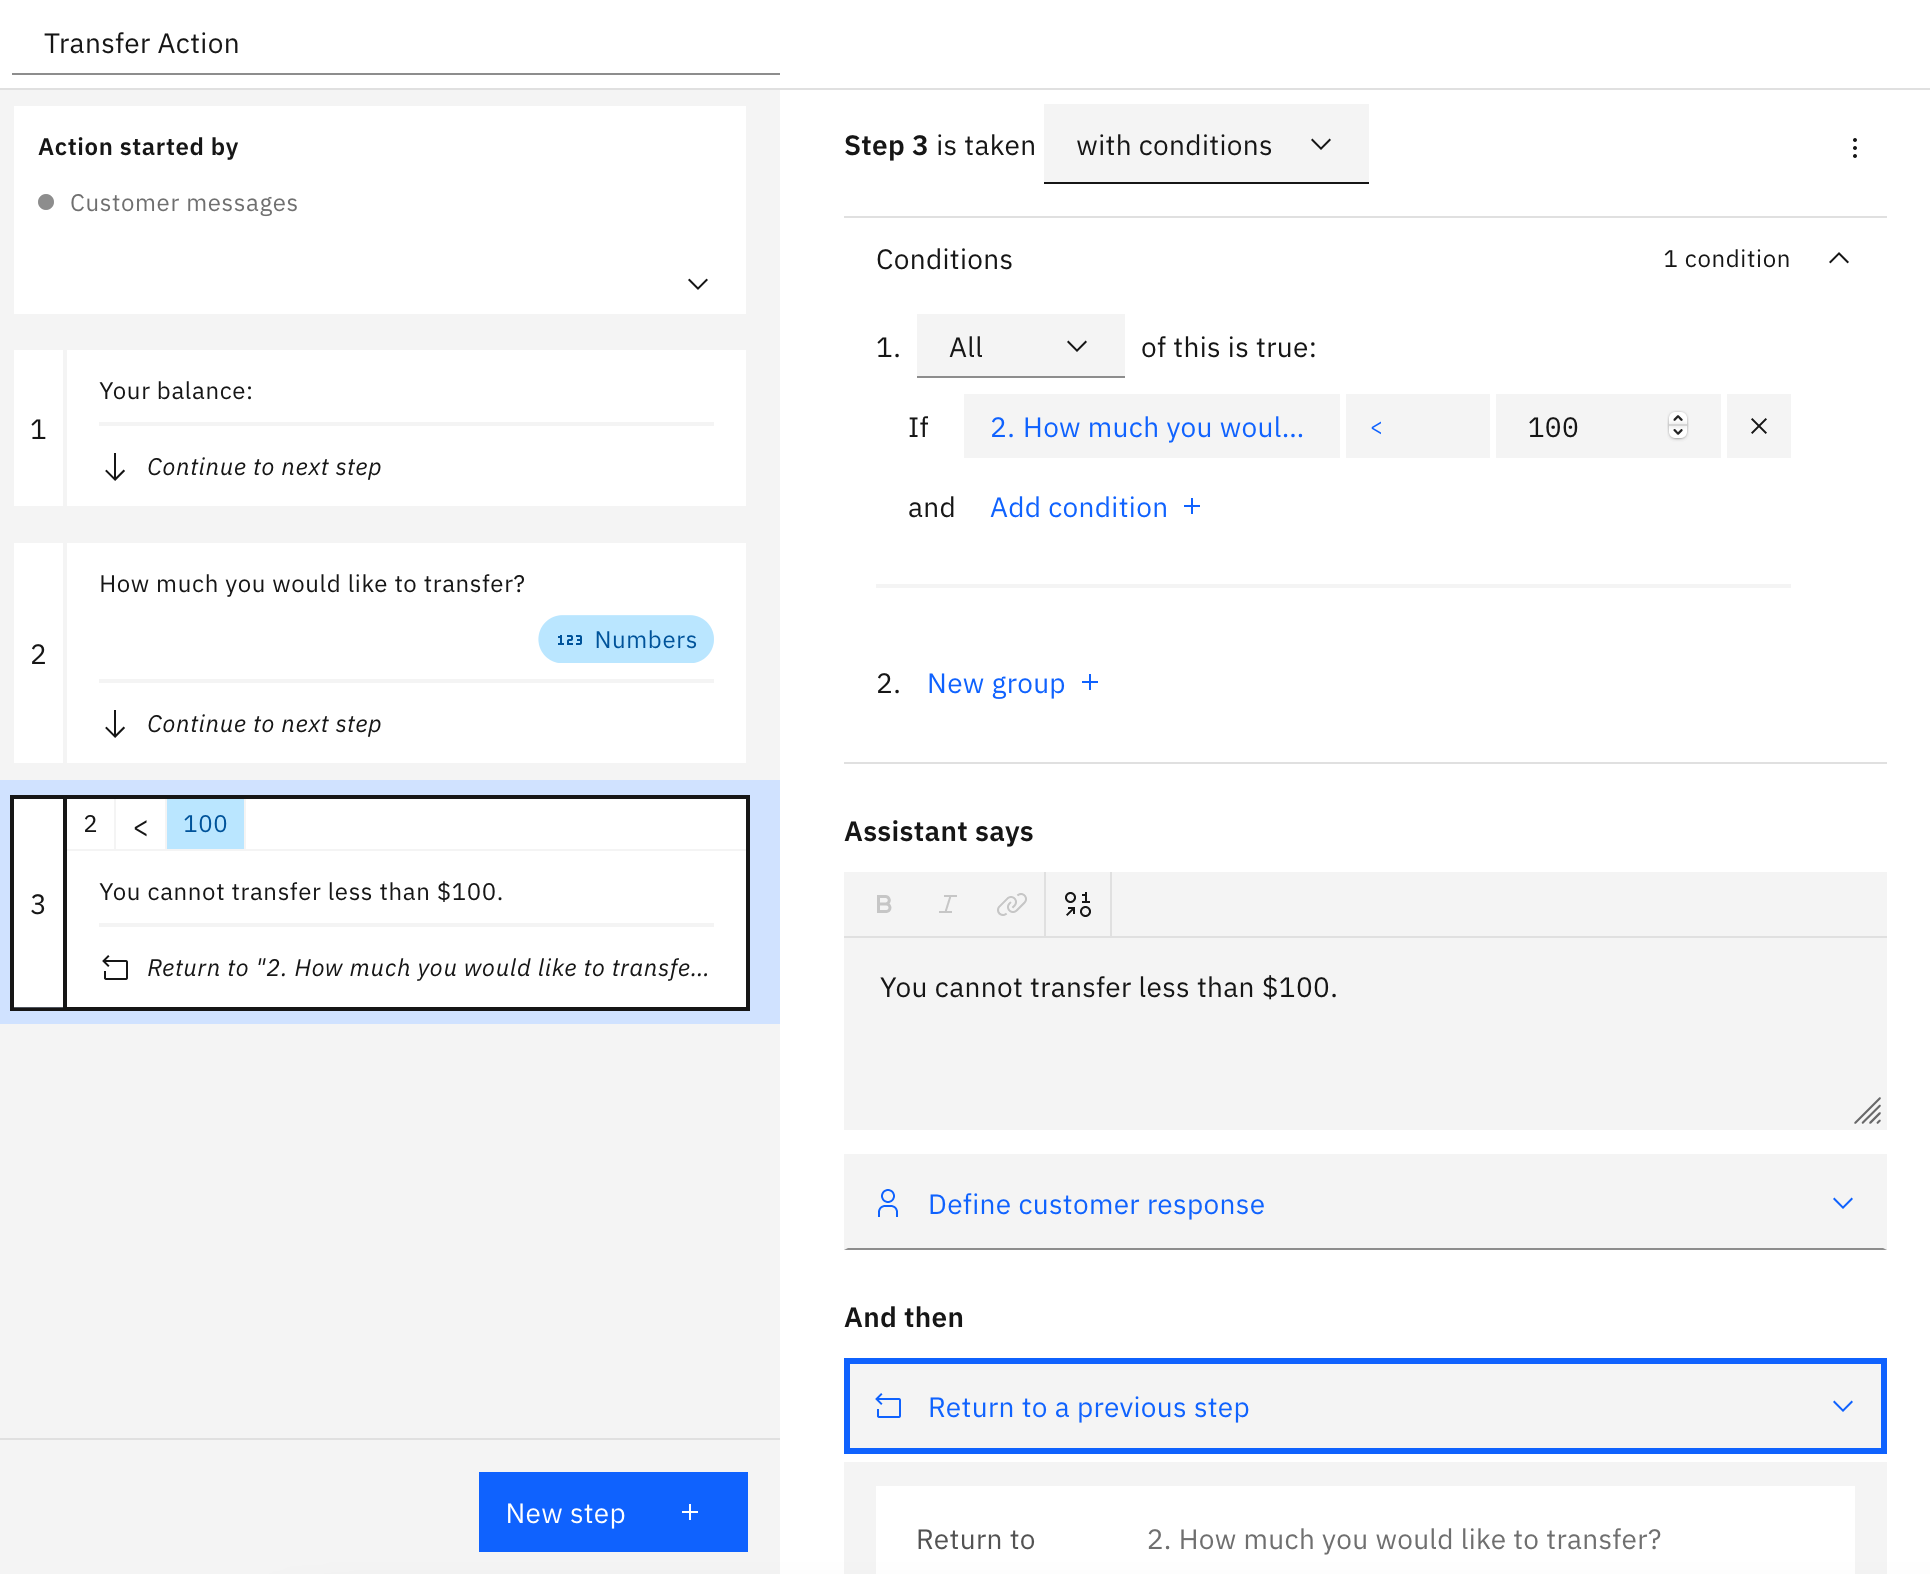 Transfer Action
Action started by
Customer messages
1
Your balance:
Continue to next step
2
How much you would like to transfer?
123 Numbers
Continue to next step
3
2 < 100
You cannot transfer less than $100.
Return to "2. How much you would like to transfe...
New step +
Step 3 is taken with conditions
Conditions 1 condition
1. All of this is true:
If 2. How much you woul... < 100
and Add condition +
2. New group +
Assistant says
B I
You cannot transfer less than $100.
Define customer response
And then
Return to a previous step
Return to 2. How much you would like to transfer?